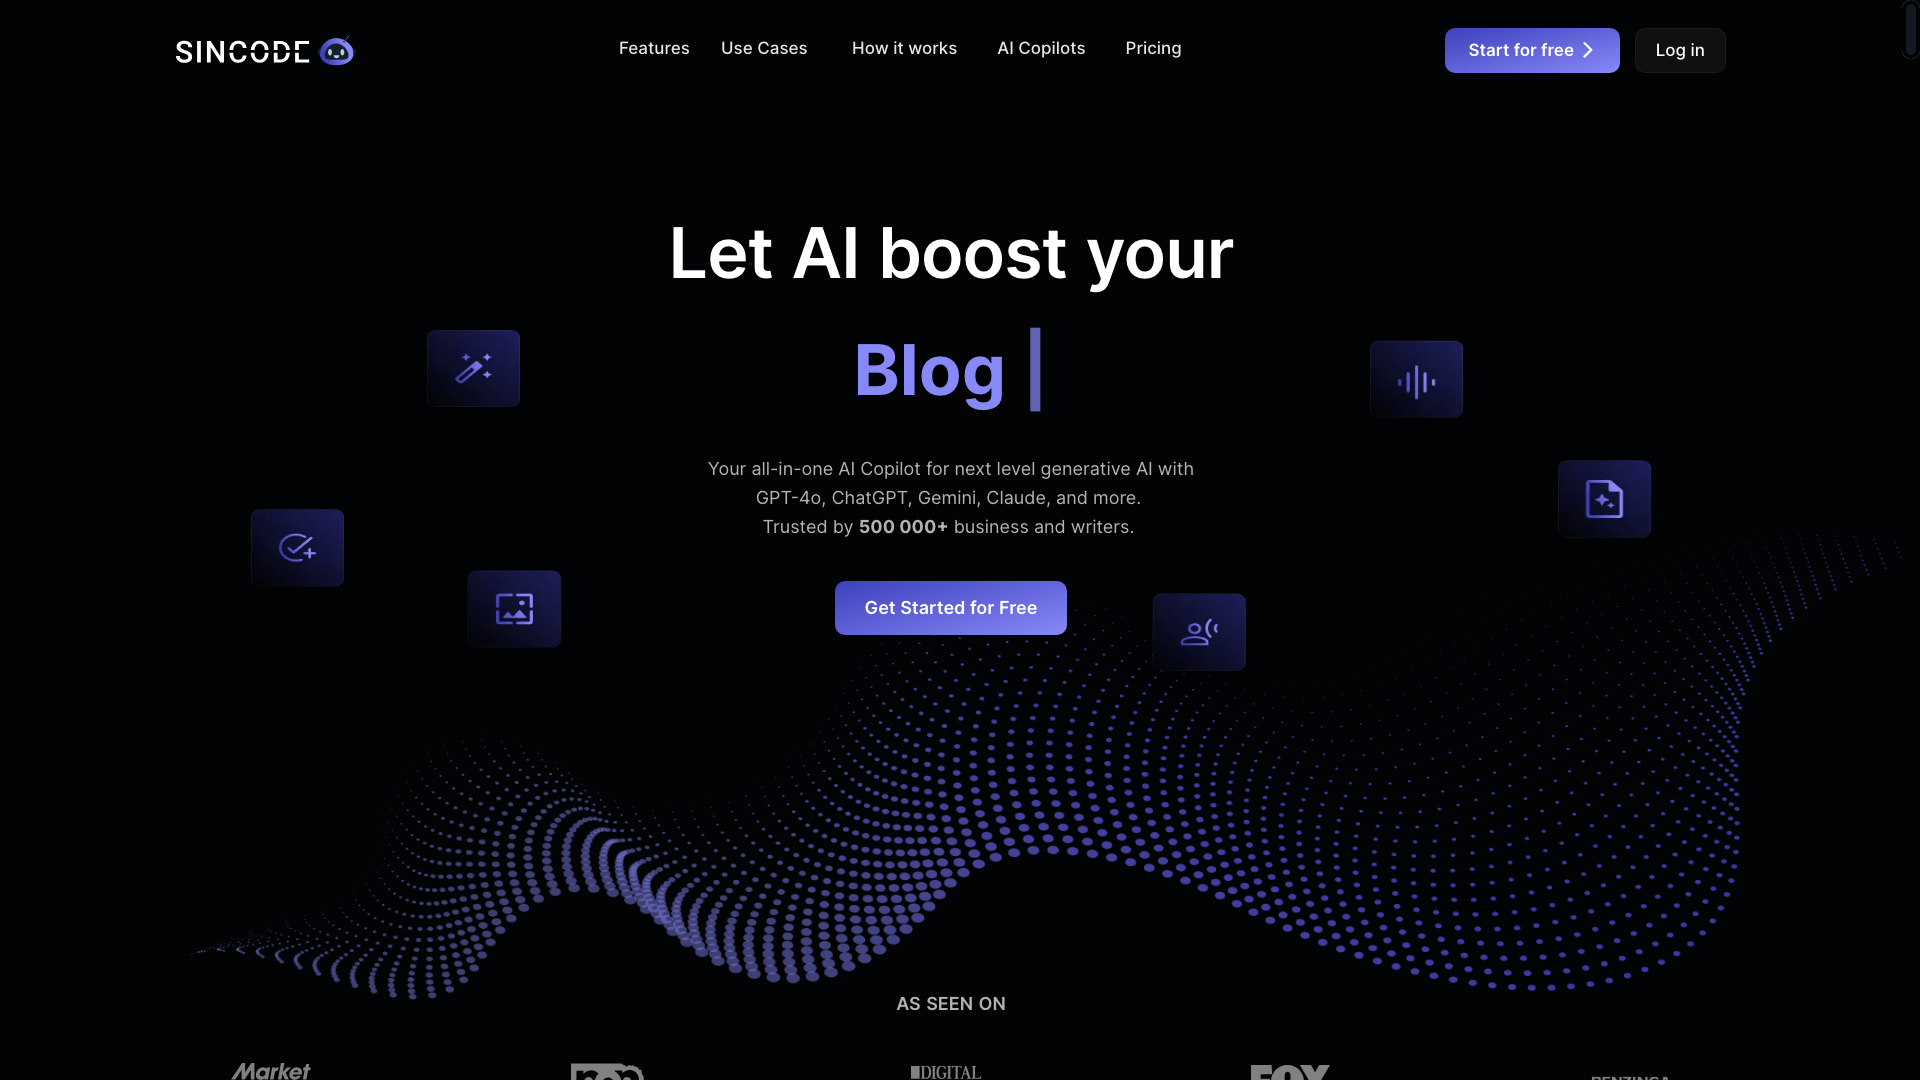 SINCODE
Features
Use Cases
How it works
AI Copilots
Pricing
Start for free
Log in
Let AI boost your
Blog
Your all-in-one AI Copilot for next level generative AI with
GPT-4o, ChatGPT, Gemini, Claude, and more.
Trusted by 500 000+ business and writers.
Get Started for Free
AS SEEN ON
Market
DIGITAL
FOX
BENZINGA